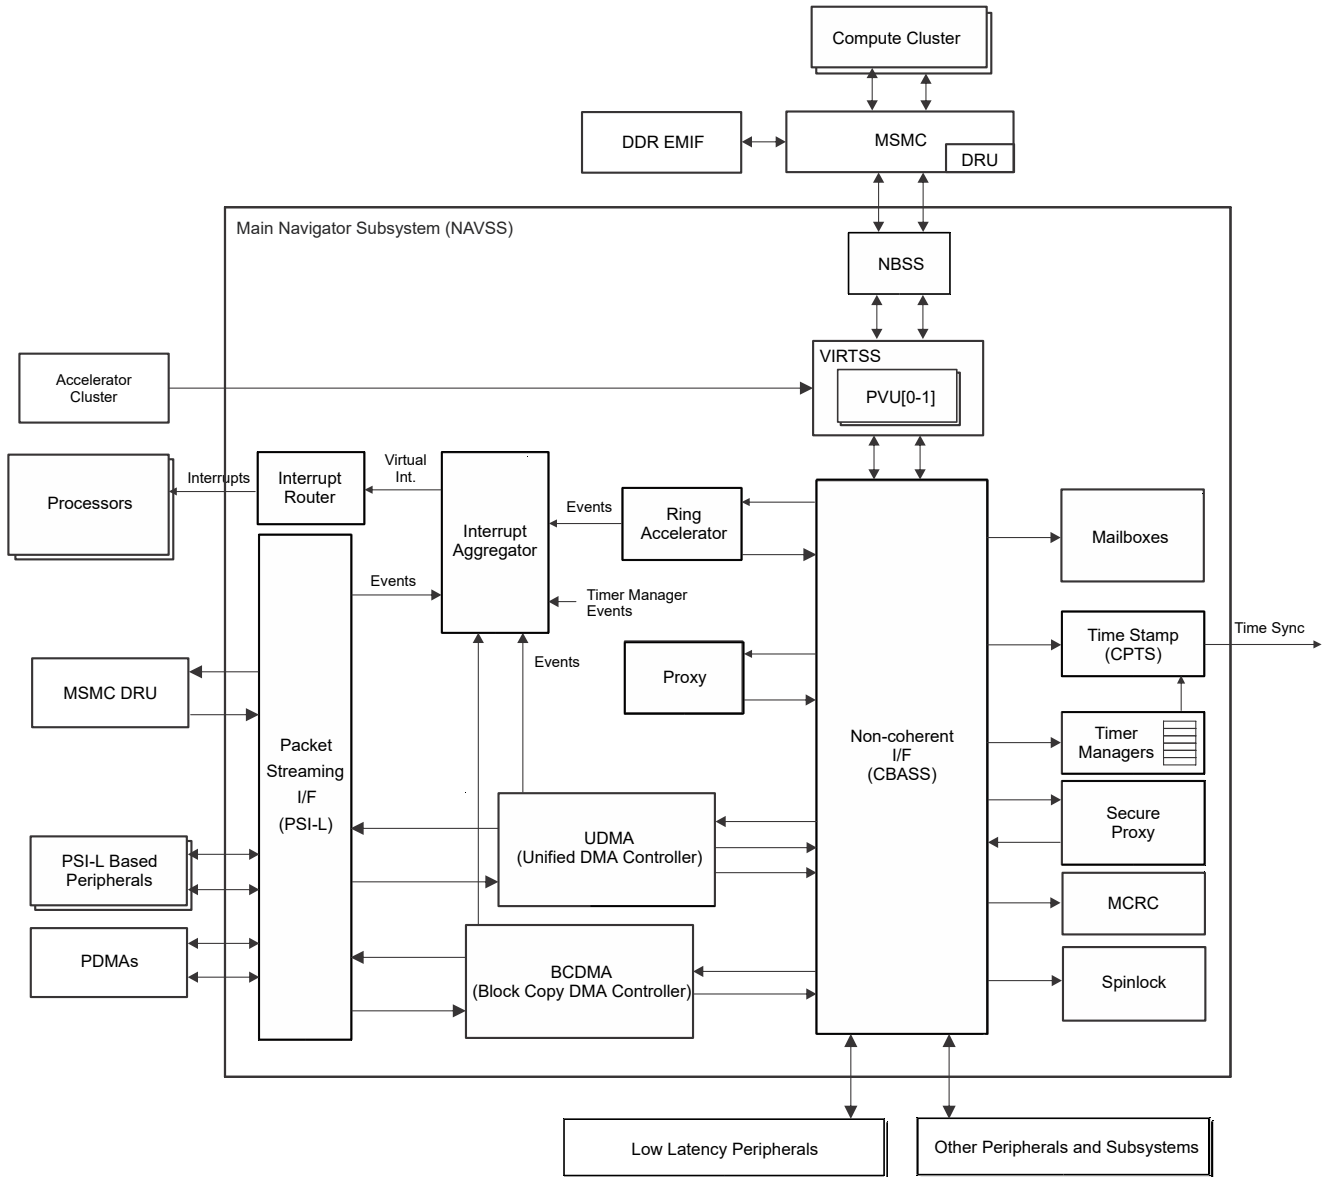 Compute Cluster
DDR EMIF
MSMC
DRU
Main Navigator Subsystem (NAVSS)
NBSS
VIRTSS
PVU[0-1]
Accelerator
Cluster
Processors
Interrupts
Interrupt
Router
Virtual
Int.
Interrupt
Aggregator
Events
Ring
Accelerator
Mailboxes
Events
Timer Manager
Events
Time Stamp
(CPTS)
Time Sync
Events
Proxy
MSMC DRU
Packet
Streaming
I/F
(PSI-L)
Non-coherent
I/F
(CBASS)
Timer
Managers
Secure
Proxy
UDMA
(Unified DMA Controller)
PSI-L Based
Peripherals
MCRC
PDMAs
BCDMA
(Block Copy DMA Controller)
Spinlock
Low Latency Peripherals
Other Peripherals and Subsystems